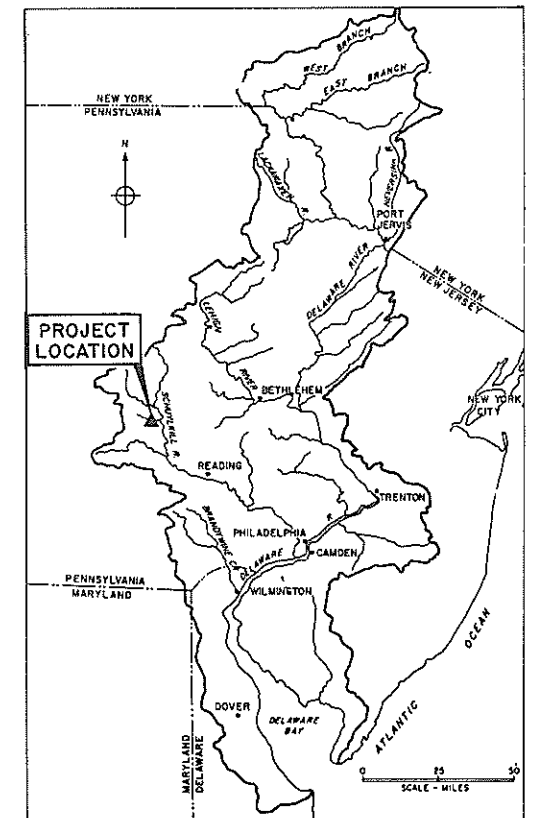 WEST BRANCH
EAST BRANCH
NEW YORK
PENNSYLVANIA
N
LACKAWAXEN R.
NEVERSINK R.
PORT
JERVIS
DELAWARE RIVER
NEW YORK
NEW JERSEY
LEHIGH
RIVER
PROJECT
LOCATION
BETHLEHEM
NEW YORK
CITY
SCHUYLKILL R.
READING
TRENTON
BRANDYWINE CR.
PHILADELPHIA
CAMDEN
DELAWARE R.
PENNSYLVANIA
MARYLAND
WILMINGTON
ATLANTIC OCEAN
DOVER
DELAWARE
BAY
MARYLAND
DELAWARE
0 25 50
SCALE - MILES